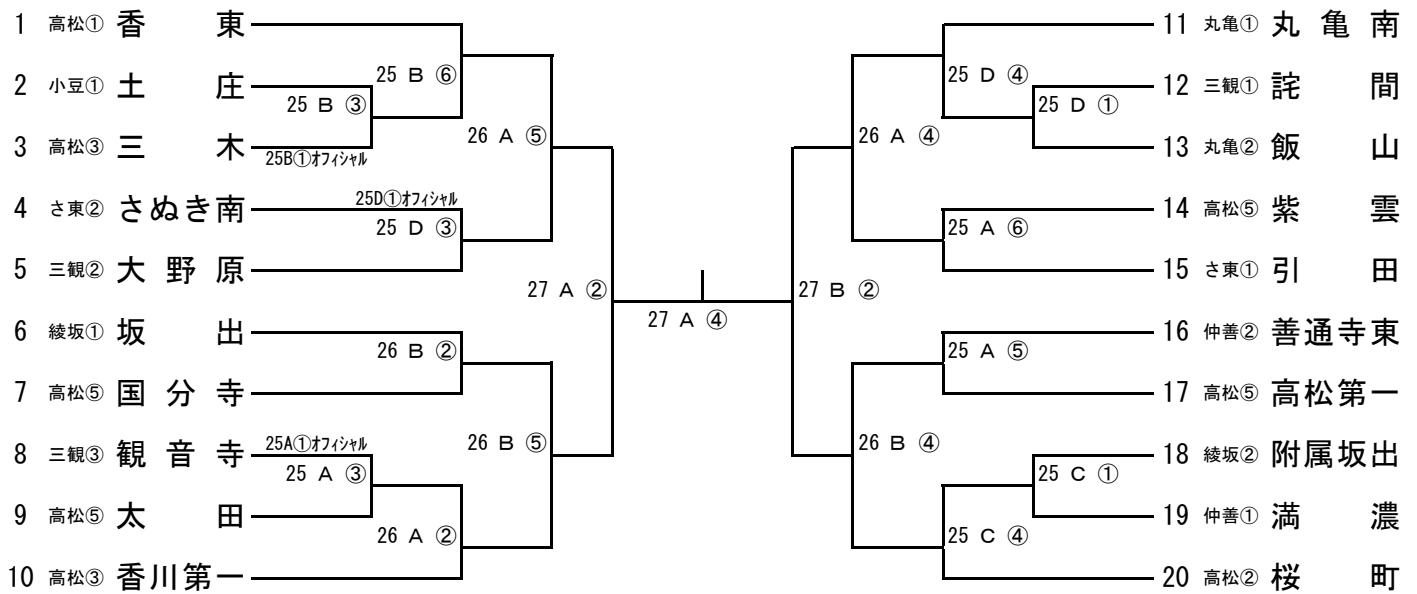 1 高松① 香東
2 小豆① 土庄
3 高松③ 三木
4 さ東② さぬき南
5 三観② 大野原
6 綾坂① 坂出
7 高松⑤ 国分寺
8 三観③ 観音寺
9 高松⑤ 太田
10 高松③ 香川第一
25 B ⑥
25 B ③
25B①オフィシャル
26 A ⑤
25D①オフィシャル
25 D ③
27 A ②
26 B ②
26 B ⑤
25A①オフィシャル
25 A ③
26 A ②
27 A ④
25 D ④
25 D ①
26 A ④
25 A ⑥
27 B ②
25 A ⑤
26 B ④
25 C ①
25 C ④
11 丸亀① 丸亀南
12 三観① 詫間
13 丸亀② 飯山
14 高松⑤ 紫雲
15 さ東① 引田
16 仲善② 善通寺東
17 高松⑤ 高松第一
18 綾坂② 附属坂出
19 仲善① 満濃
20 高松② 桜町